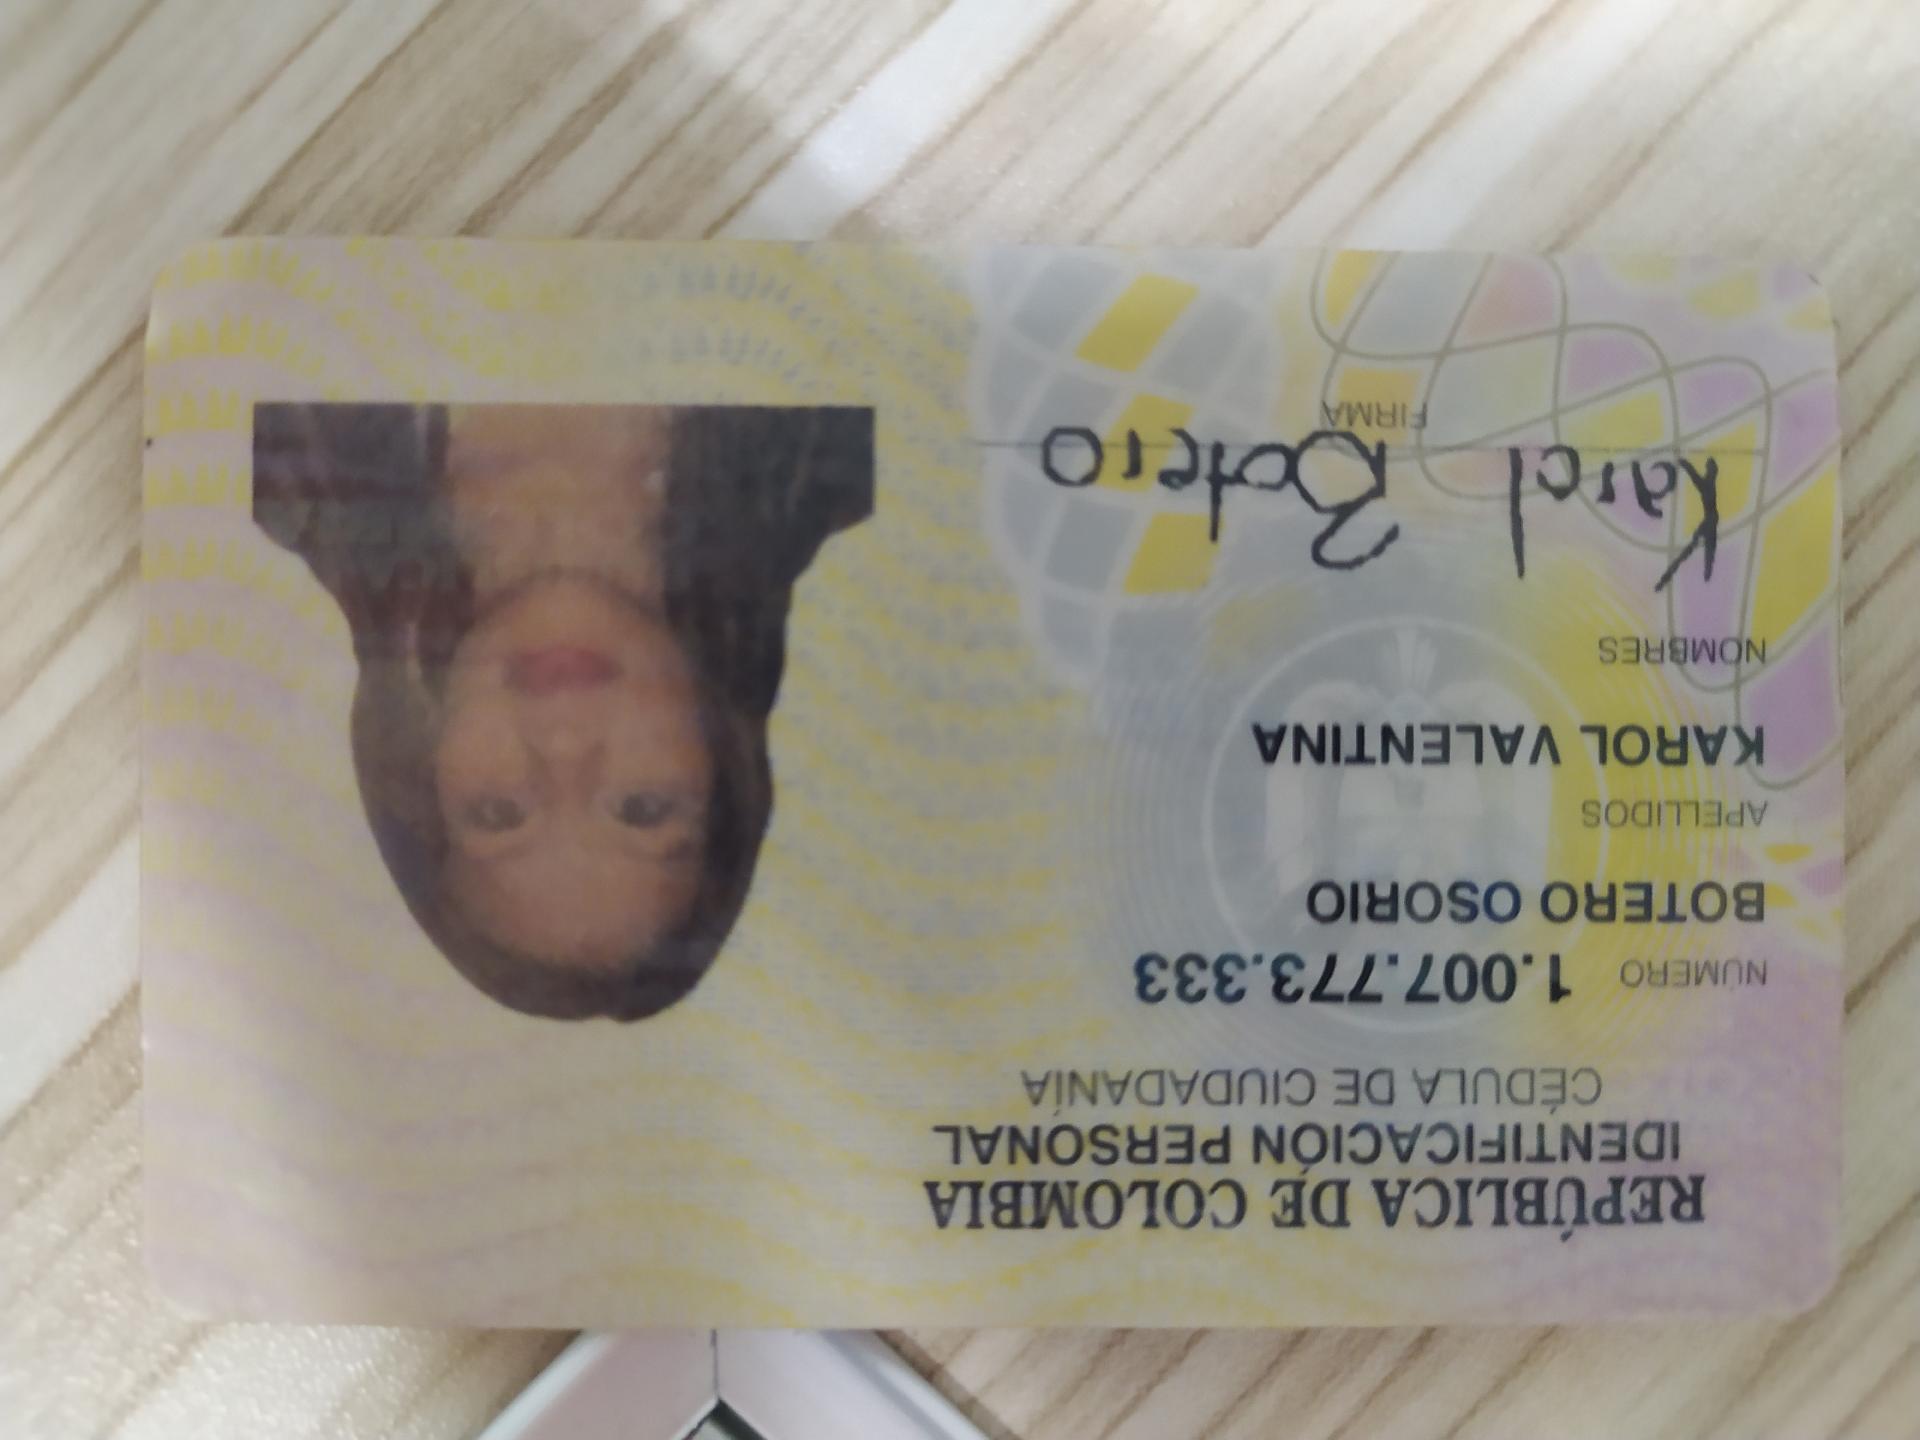 REPÚBLICA DE COLOMBIA
IDENTIFICACIÓN PERSONAL
CÉDULA DE CIUDADANÍA
NÚMERO 1.007.773.333
BOTERO OSORIO
APELLIDOS
KAROL VALENTINA
NOMBRES
Karol Botero
FIRMA